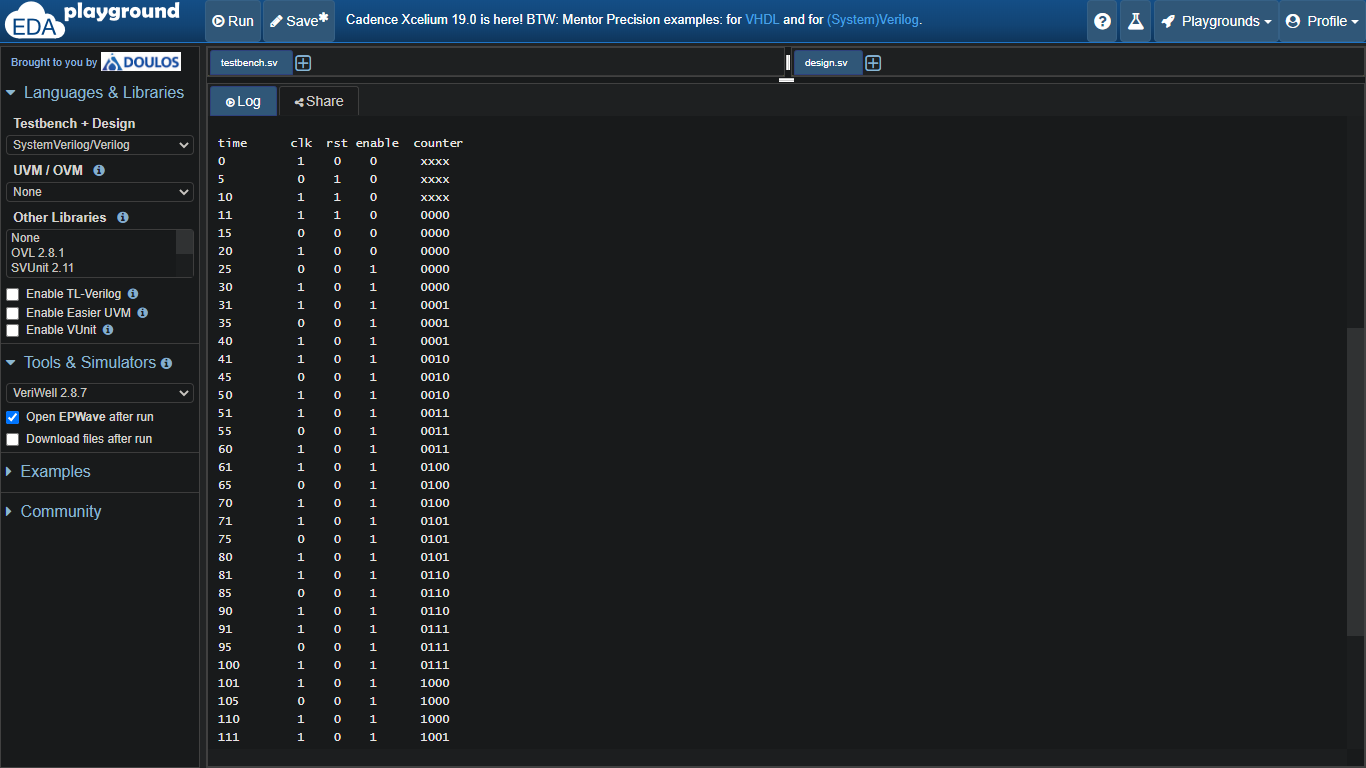 EDA playground
Run
Save*
Cadence Xcelium 19.0 is here! BTW: Mentor Precision examples: for VHDL and for (System)Verilog.
Playgrounds
Profile
Brought to you by DOULOS
Languages & Libraries
Testbench + Design
SystemVerilog/Verilog
UVM / OVM
None
Other Libraries
None
OVL 2.8.1
SVUnit 2.11
Enable TL-Verilog
Enable Easier UVM
Enable VUnit
Tools & Simulators
VeriWell 2.8.7
Open EPWave after run
Download files after run
Examples
Community
testbench.sv
design.sv
Log
Share
time clk rst enable counter
0 1 0 0 xxxx
5 0 1 0 xxxx
10 1 1 0 xxxx
11 1 1 0 0000
15 0 0 0 0000
20 1 0 0 0000
25 0 0 1 0000
30 1 0 1 0000
31 1 0 1 0001
35 0 0 1 0001
40 1 0 1 0001
41 1 0 1 0010
45 0 0 1 0010
50 1 0 1 0010
51 1 0 1 0011
55 0 0 1 0011
60 1 0 1 0011
61 1 0 1 0100
65 0 0 1 0100
70 1 0 1 0100
71 1 0 1 0101
75 0 0 1 0101
80 1 0 1 0101
81 1 0 1 0110
85 0 0 1 0110
90 1 0 1 0110
91 1 0 1 0111
95 0 0 1 0111
100 1 0 1 0111
101 1 0 1 1000
105 0 0 1 1000
110 1 0 1 1000
111 1 0 1 1001